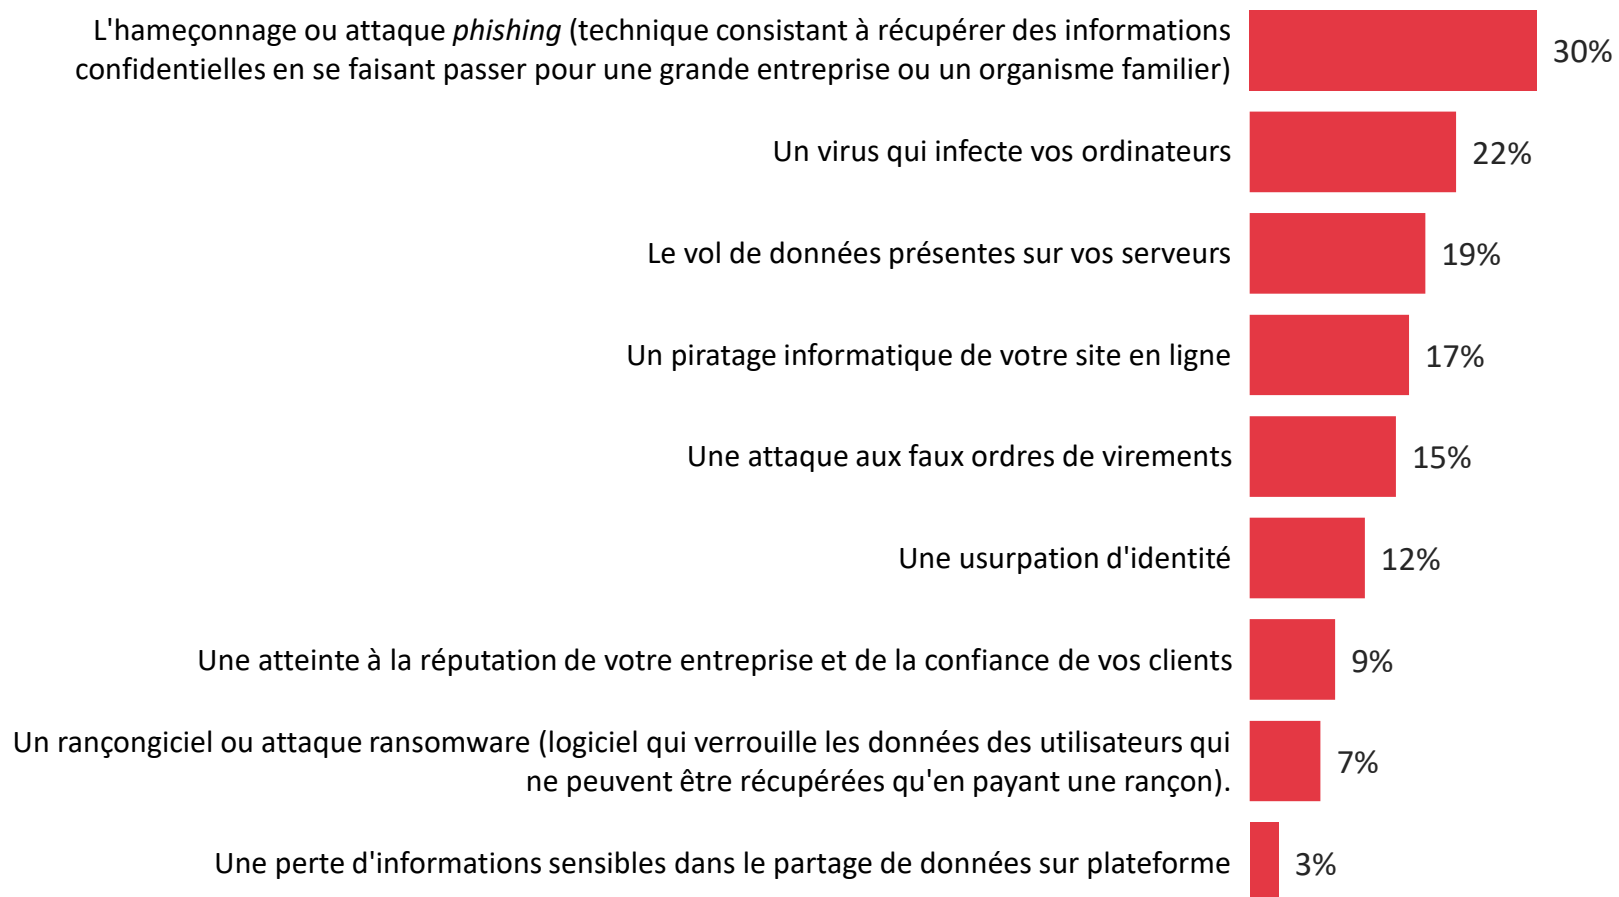 L'hameçonnage ou attaque phishing (technique consistant à récupérer des informations
confidentielles en se faisant passer pour une grande entreprise ou un organisme familier)
30%
Un virus qui infecte vos ordinateurs
22%
Le vol de données présentes sur vos serveurs
19%
Un piratage informatique de votre site en ligne
17%
Une attaque aux faux ordres de virements
15%
Une usurpation d'identité
12%
Une atteinte à la réputation de votre entreprise et de la confiance de vos clients
9%
Un rançongiciel ou attaque ransomware (logiciel qui verrouille les données des utilisateurs qui
ne peuvent être récupérées qu'en payant une rançon).
7%
Une perte d'informations sensibles dans le partage de données sur plateforme
3%